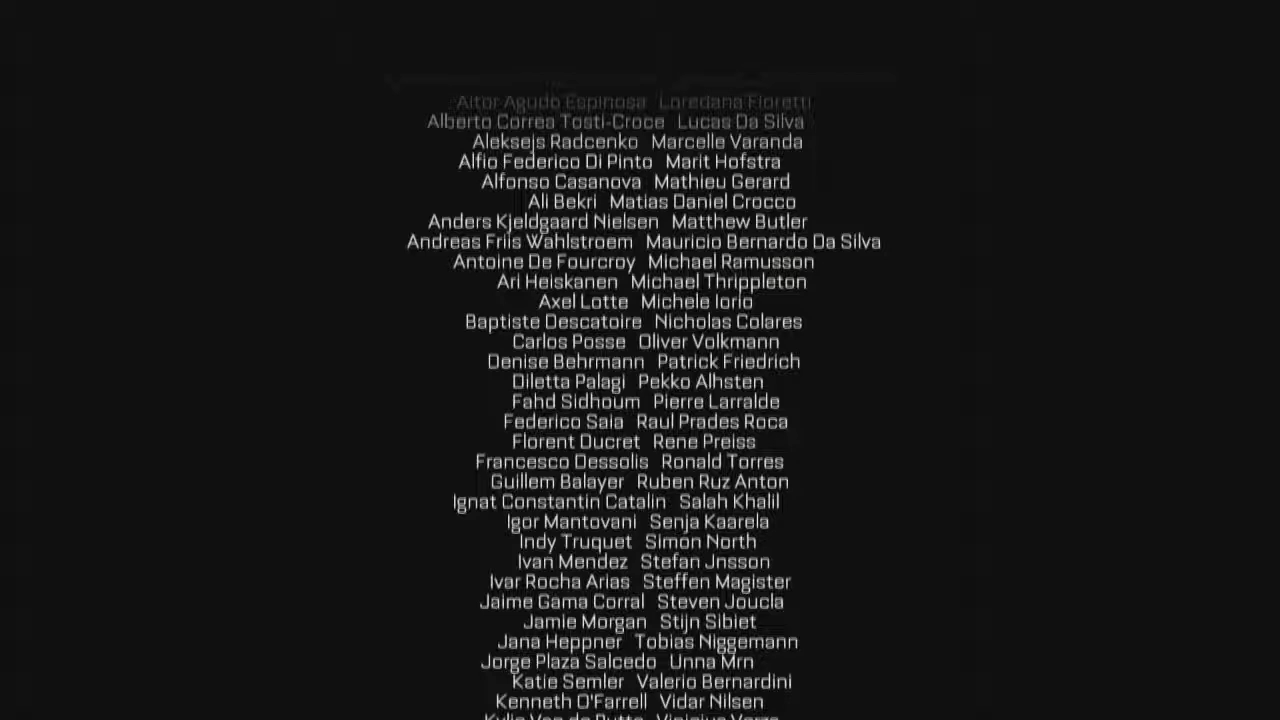 Aitor Agudo Espinosa Loredana Fioretti
Alberto Correa Tosti-Croce Lucas Da Silva
Aleksejs Radcenko Marcelle Varanda
Alfio Federico Di Pinto Marit Hofstra
Alfonso Casanova Mathieu Gerard
Ali Bekri Matias Daniel Crocco
Anders Kjeldgaard Nielsen Matthew Butler
Andreas Friis Wahlstroem Mauricio Bernardo Da Silva
Antoine De Fourcroy Michael Ramusson
Ari Heiskanen Michael Thrippleton
Axel Lotte Michele Iorio
Baptiste Descatoire Nicholas Colares
Carlos Posse Oliver Volkmann
Denise Behrmann Patrick Friedrich
Diletta Palagi Pekko Alhsten
Fahd Sidhoum Pierre Larralde
Federico Saia Raul Prades Roca
Florent Ducret Rene Preiss
Francesco Dessolis Ronald Torres
Guillem Balayer Ruben Ruz Anton
Ignat Constantin Catalin Salah Khalil
Igor Mantovani Senja Kaarela
Indy Truquet Simon North
Ivan Mendez Stefan Jnsson
Ivar Rocha Arias Steffen Magister
Jaime Gama Corral Steven Joucla
Jamie Morgan Stijn Sibiet
Jana Heppner Tobias Niggemann
Jorge Plaza Salcedo Unna Mrn
Katie Semler Valerio Bernardini
Kenneth O'Farrell Vidar Nilsen